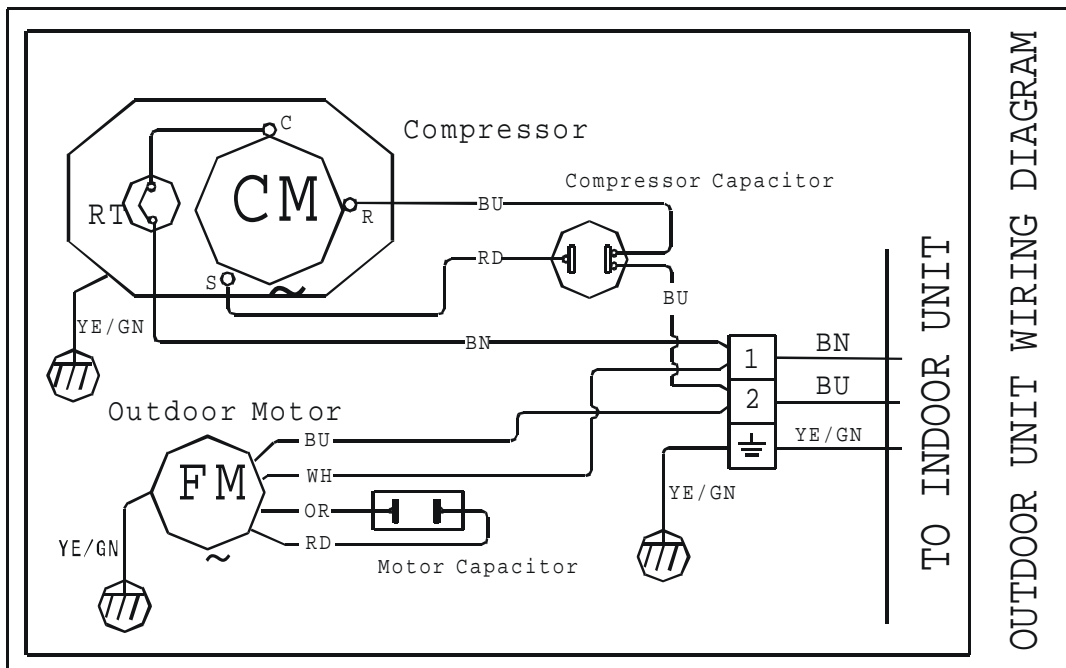 C
Compressor
Compressor Capacitor
RT
CM
R
BU
S
RD
BU
YE/GN
BN
1
BN
2
BU
YE/GN
Outdoor Motor
BU
FM
WH
OR
RD
YE/GN
Motor Capacitor
YE/GN
TO INDOOR UNIT
OUTDOOR UNIT WIRING DIAGRAM